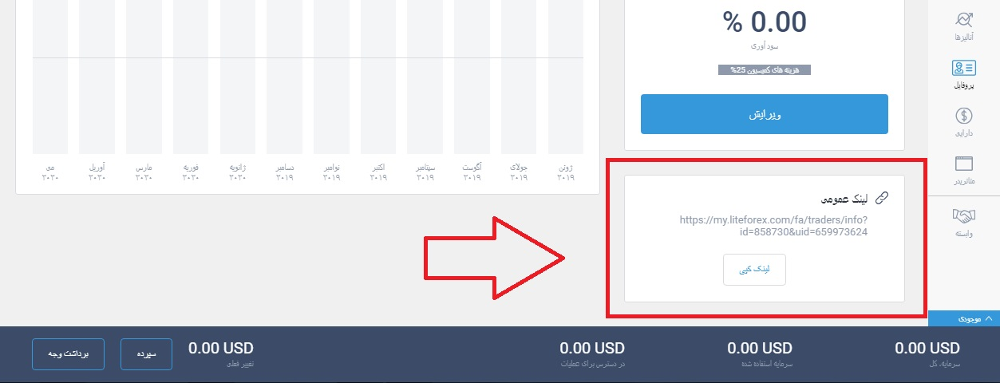 آنالیزها
پروفایل
دارایی
متاتریدر
وابسته
موجودی
% 0.00
سود آوری
هزینه های کمیسیون 25%
ویرایش
لینک عمومی
https://my.liteforex.com/fa/traders/info?
id=858730&uid=659973624
لینک کپی
ژوئن
۲۰۱۹
جولای
۲۰۱۹
آگوست
۲۰۱۹
سپتامبر
۲۰۱۹
اکتبر
۲۰۱۹
نوامبر
۲۰۱۹
دسامبر
۲۰۱۹
ژانویه
۲۰۲۰
فوریه
۲۰۲۰
مارس
۲۰۲۰
آوریل
۲۰۲۰
می
۲۰۲۰
0.00 USD
سرمایه، کل
0.00 USD
سرمایه استفاده شده
0.00 USD
در دسترس برای عملیات
0.00 USD
تغییر فعلی
سپرده
برداشت وجه